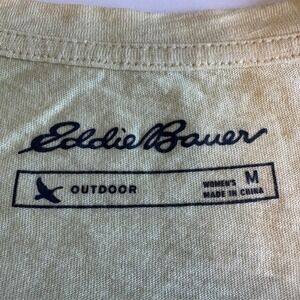 Eddie Bauer
OUTDOOR
WOMEN'S M
MADE IN CHINA